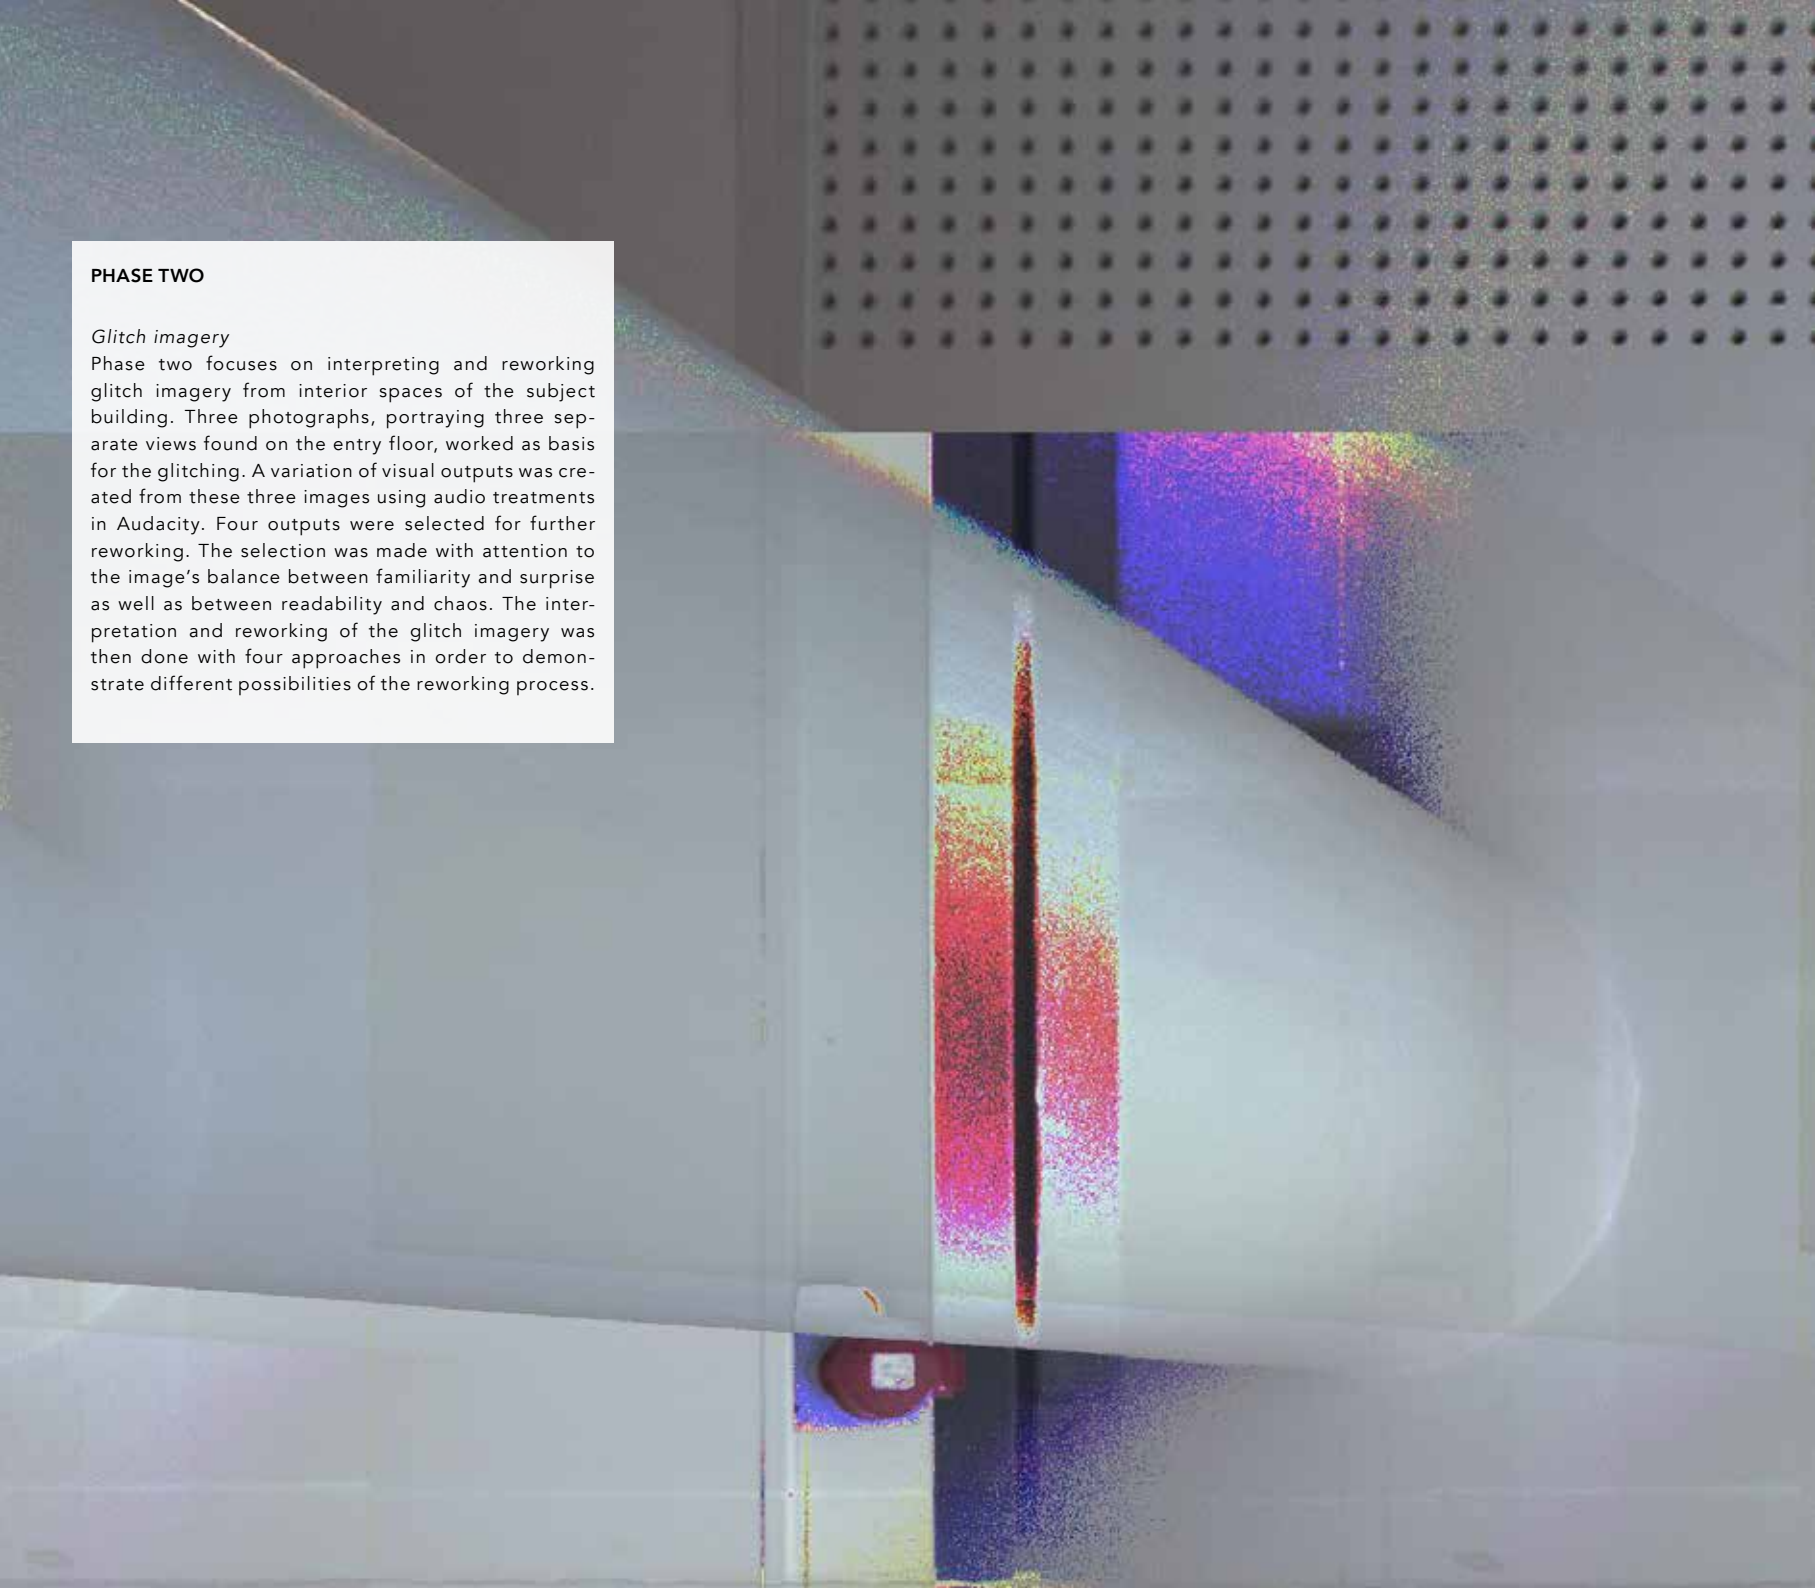 PHASE TWO
Glitch imagery
Phase two focuses on interpreting and reworking
glitch imagery from interior spaces of the subject
building. Three photographs, portraying three sep-
arate views found on the entry floor, worked as basis
for the glitching. A variation of visual outputs was cre-
ated from these three images using audio treatments
in Audacity. Four outputs were selected for further
reworking. The selection was made with attention to
the image’s balance between familiarity and surprise
as well as between readability and chaos. The inter-
pretation and reworking of the glitch imagery was
then done with four approaches in order to demon-
strate different possibilities of the reworking process.